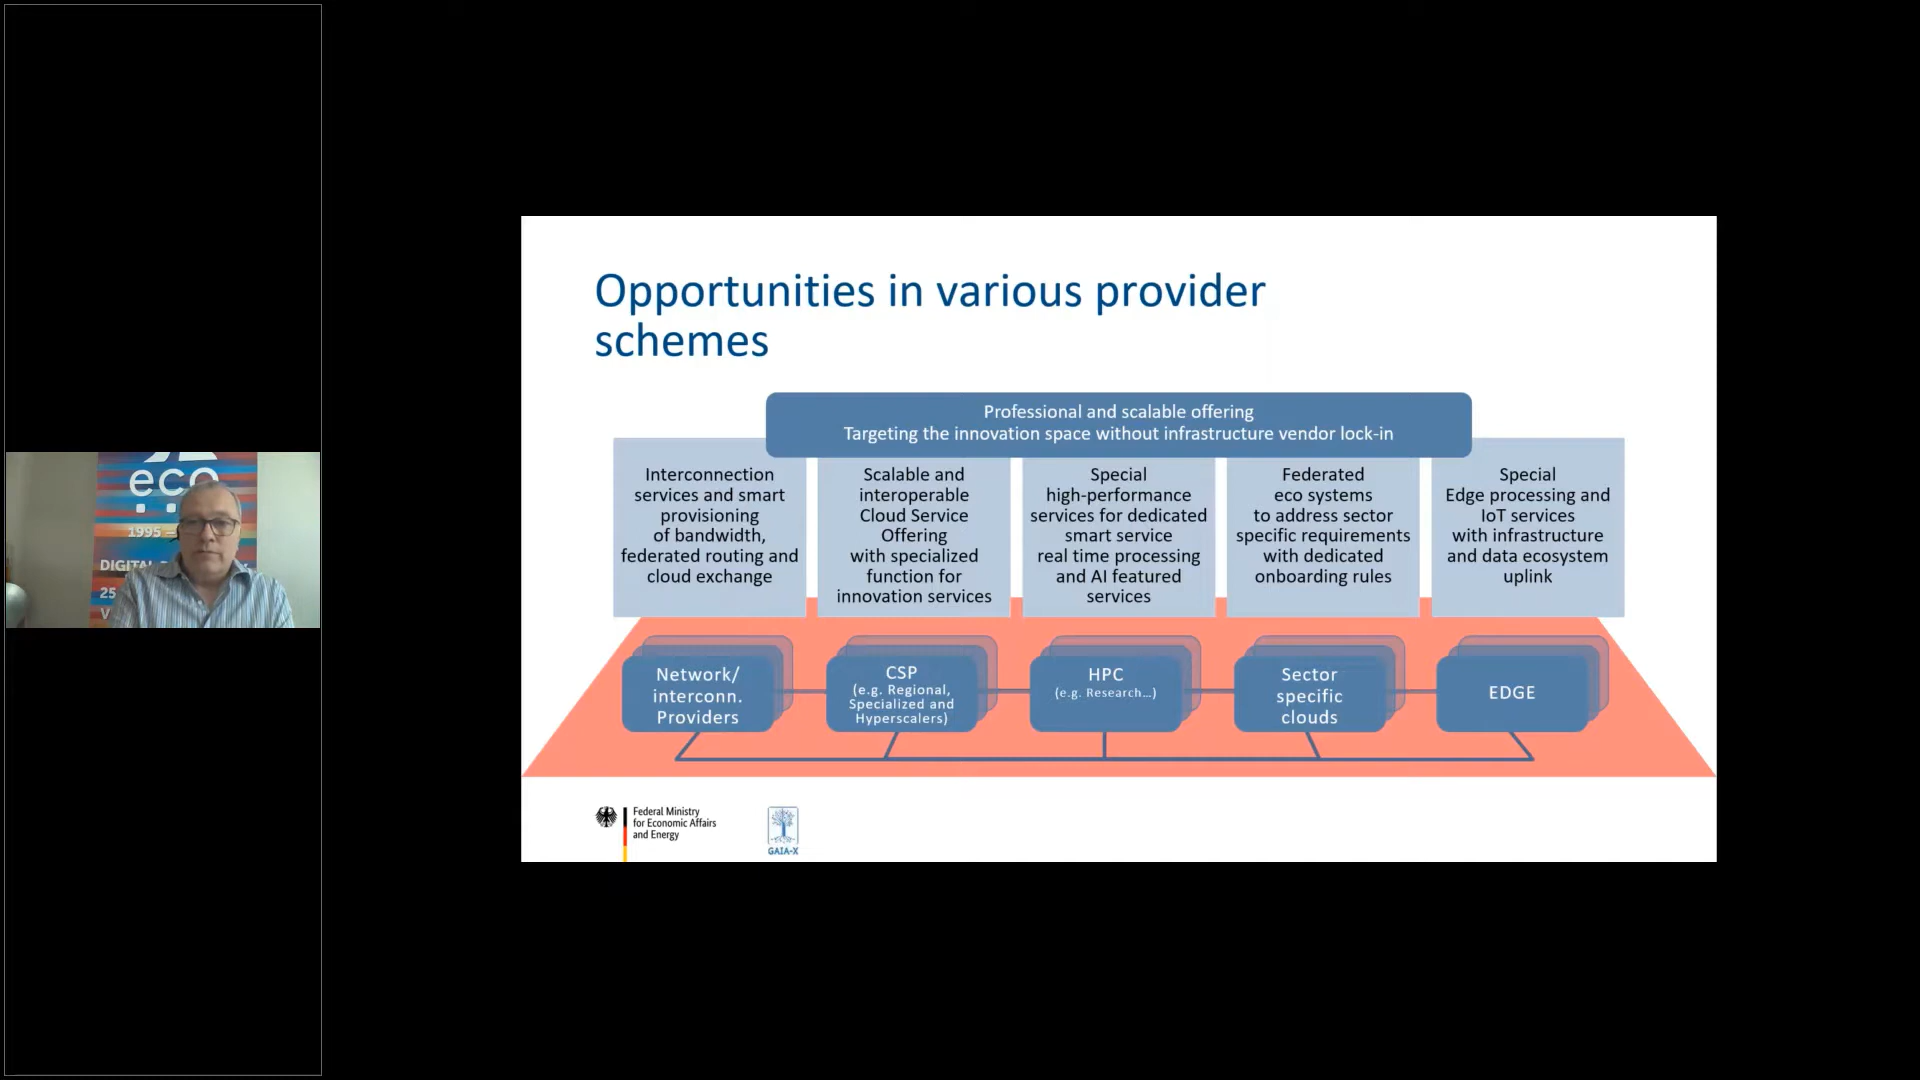 eco
1995
DIGITAL
25
V
Opportunities in various provider
schemes
Professional and scalable offering
Targeting the innovation space without infrastructure vendor lock-in
Interconnection
services and smart
provisioning
of bandwidth,
federated routing and
cloud exchange
Scalable and
interoperable
Cloud Service
Offering
with specialized
function for
innovation services
Special
high-performance
services for dedicated
smart service
real time processing
and AI featured
services
Federated
eco systems
to address sector
specific requirements
with dedicated
onboarding rules
Special
Edge processing and
IoT services
with infrastructure
and data ecosystem
uplink
Network/
interconn.
Providers
CSP
(e.g. Regional,
Specialized and
Hyperscalers)
HPC
(e.g. Research...)
Sector
specific
clouds
EDGE
Federal Ministry
for Economic Affairs
and Energy
GAIA-X